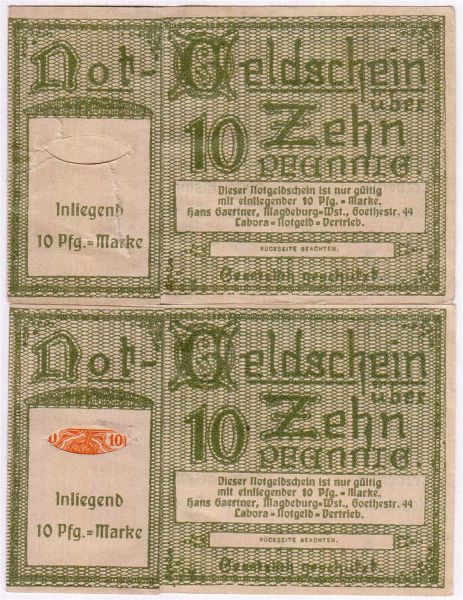 Not-Geldschein
über
10 Zehn
Pfennig.
Dieser Notgeldschein ist nur gültig
mit einliegender 10 Pfg.=Marke.
Hans Gaertner, Magdeburg=Wst., Goethestr. 44
Labora=Notgeld=Vertrieb.
RÜCKSEITE BEACHTEN.
Gesetzlich geschützt
Inliegend
10 Pfg.=Marke
Not-Geldschein
über
10 Zehn
Pfennig.
Dieser Notgeldschein ist nur gültig
mit einliegender 10 Pfg.=Marke.
Hans Gaertner, Magdeburg=Wst., Goethestr. 44
Labora=Notgeld=Vertrieb.
RÜCKSEITE BEACHTEN.
Gesetzlich geschützt
10
Inliegend
10 Pfg.=Marke